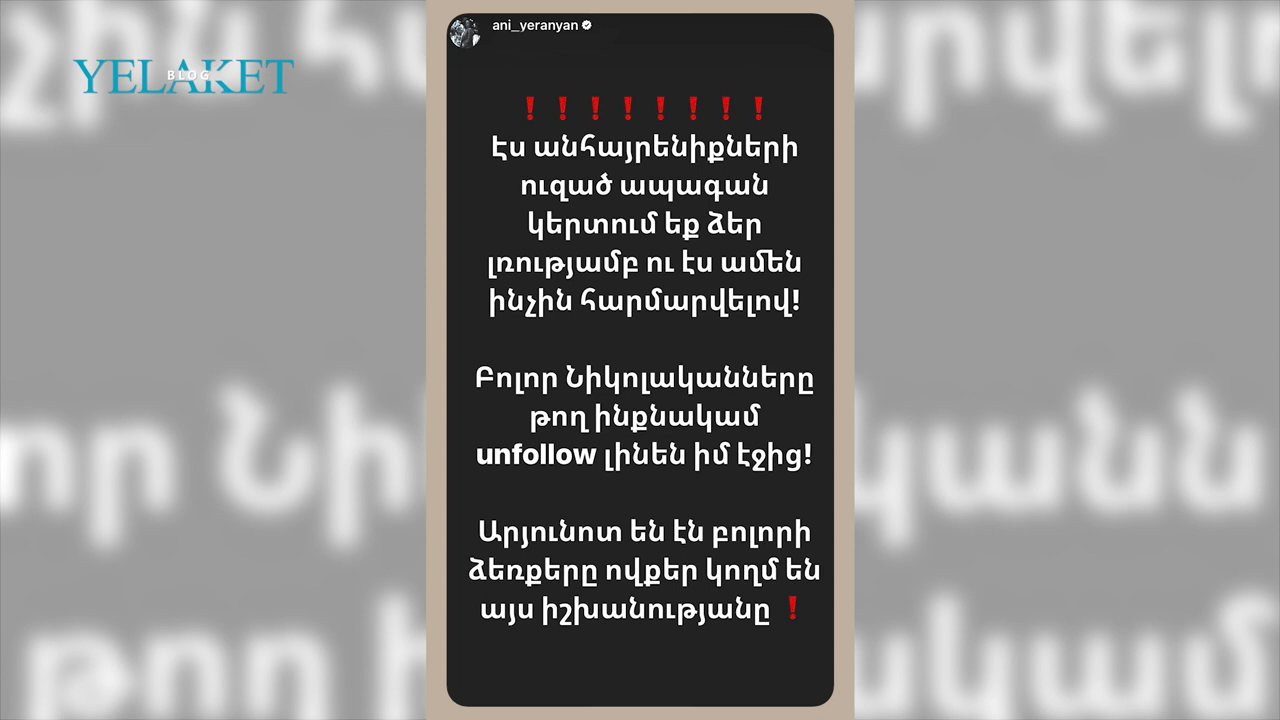 YELAKET
BLOG
ani_yeranyan
❗❗❗❗❗❗❗❗
Էս անհայրենիքների
ուզած ապագան
կերտում եք ձեր
լռությամբ ու էս ամեն
ինչին հարմարվելով!
Բոլոր Նիկոլականները
թող ինքնակամ
unfollow լինեն իմ էջից!
Արյունոտ են էն բոլորի
ձեռքերը ովքեր կողմ են
այս իշխանությանը ❗